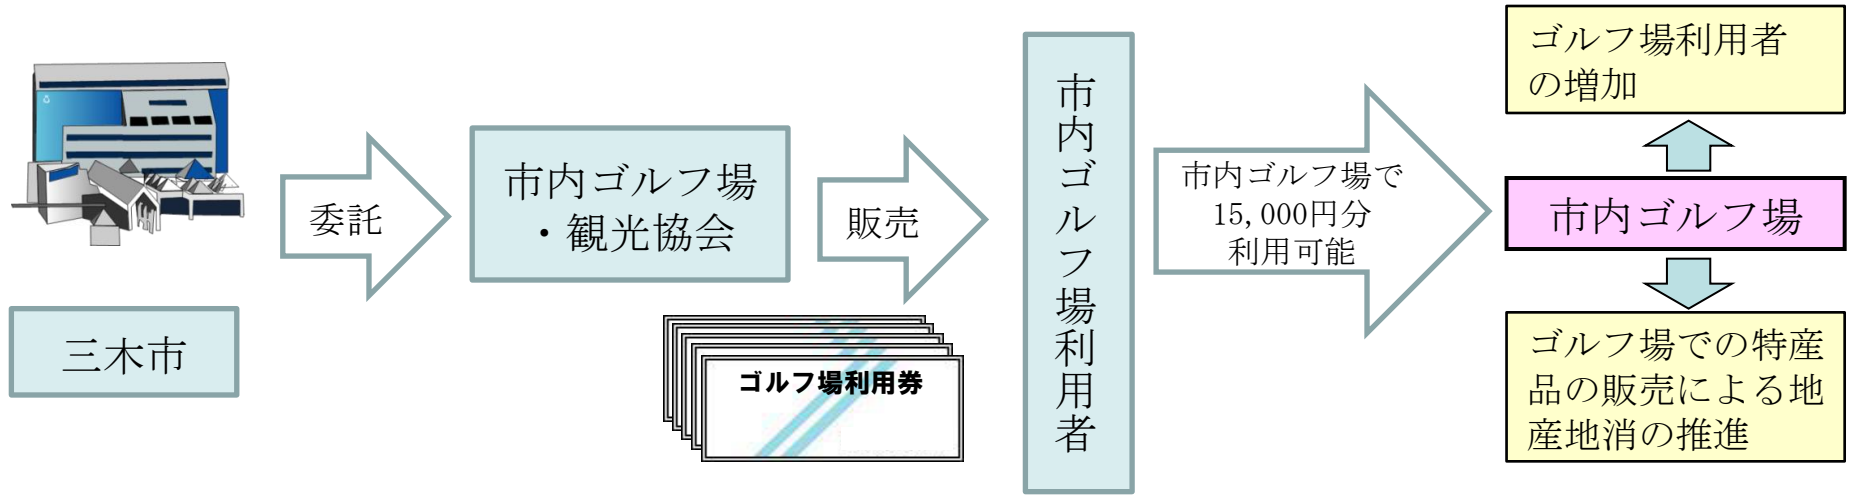 三木市
委託
市内ゴルフ場
・観光協会
販売
ゴルフ場利用券
市内ゴルフ場利用者
市内ゴルフ場で
15,000円分
利用可能
ゴルフ場利用者
の増加
市内ゴルフ場
ゴルフ場での特産
品の販売による地
産地消の推進